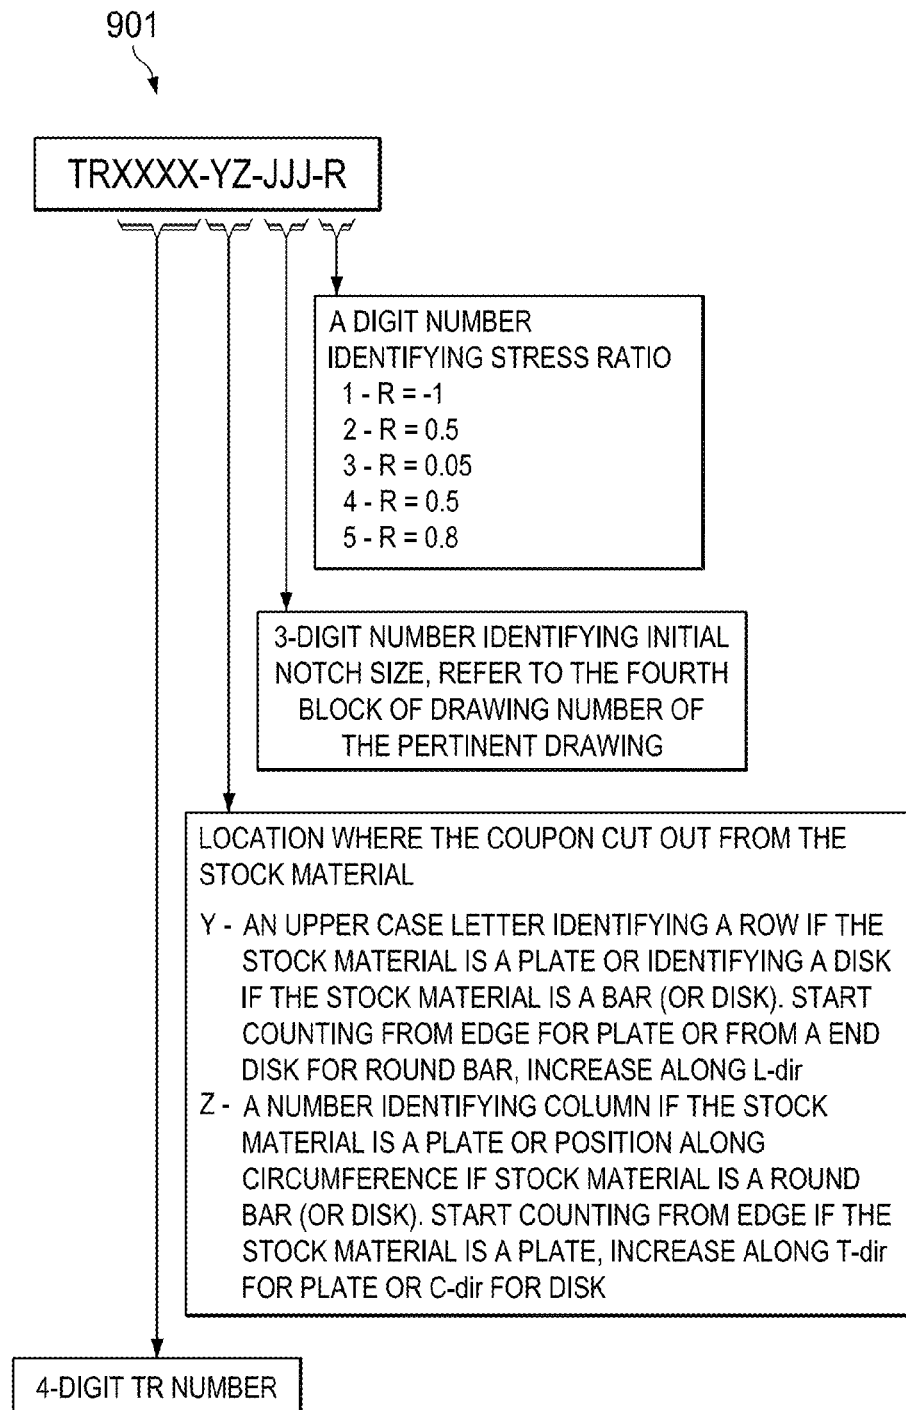 901
TRXXXX-YZ-JJJ-R
A DIGIT NUMBER
IDENTIFYING STRESS RATIO
1 - R = -1
2 - R = 0.5
3 - R = 0.05
4 - R = 0.5
5 - R = 0.8
3-DIGIT NUMBER IDENTIFYING INITIAL
NOTCH SIZE, REFER TO THE FOURTH
BLOCK OF DRAWING NUMBER OF
THE PERTINENT DRAWING
LOCATION WHERE THE COUPON CUT OUT FROM THE
STOCK MATERIAL
Y - AN UPPER CASE LETTER IDENTIFYING A ROW IF THE
STOCK MATERIAL IS A PLATE OR IDENTIFYING A DISK
IF THE STOCK MATERIAL IS A BAR (OR DISK). START
COUNTING FROM EDGE FOR PLATE OR FROM A END
DISK FOR ROUND BAR, INCREASE ALONG L-dir
Z - A NUMBER IDENTIFYING COLUMN IF THE STOCK
MATERIAL IS A PLATE OR POSITION ALONG
CIRCUMFERENCE IF STOCK MATERIAL IS A ROUND
BAR (OR DISK). START COUNTING FROM EDGE IF THE
STOCK MATERIAL IS A PLATE, INCREASE ALONG T-dir
FOR PLATE OR C-dir FOR DISK
4-DIGIT TR NUMBER